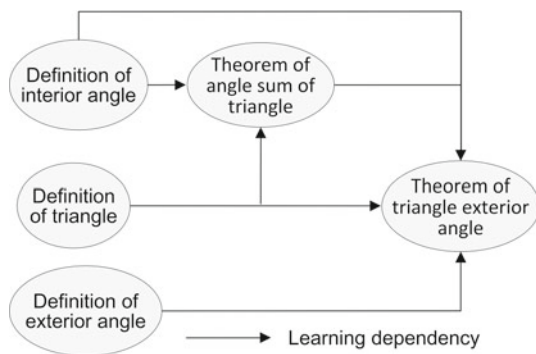 Definition of
interior angle
Theorem of
angle sum of
triangle
Definition
of triangle
Theorem of
triangle exterior
angle
Definition of
exterior angle
Learning dependency